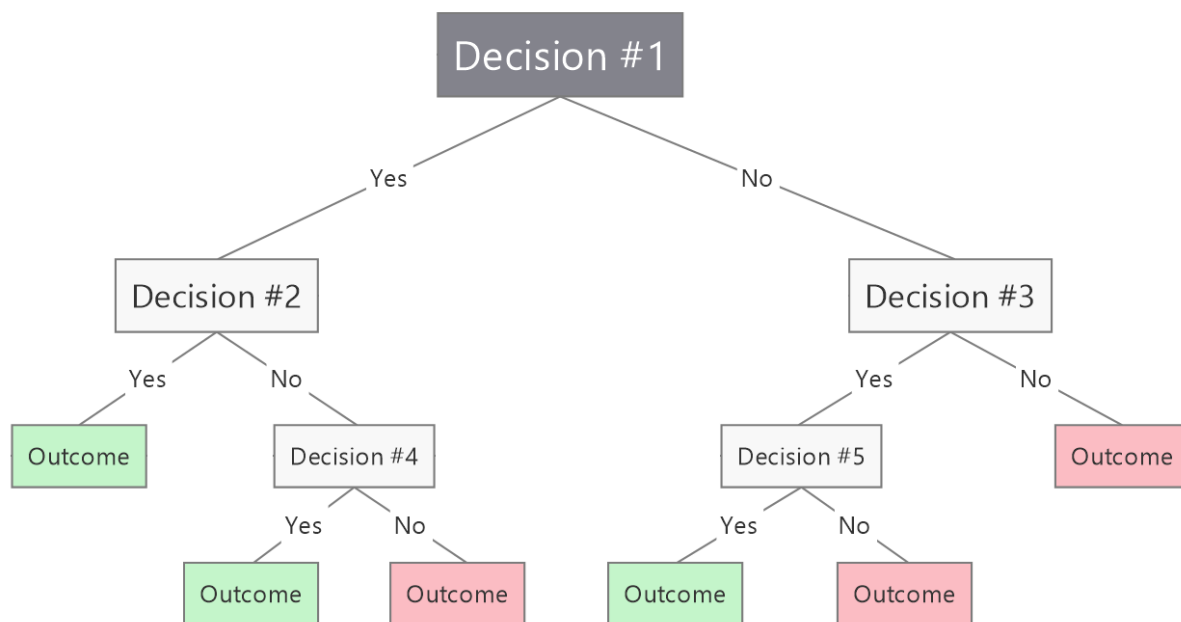 Decision #1
Yes
No
Decision #2
Decision #3
Yes
No
Yes
No
Outcome
Decision #4
Decision #5
Outcome
Yes
No
Yes
No
Outcome
Outcome
Outcome
Outcome